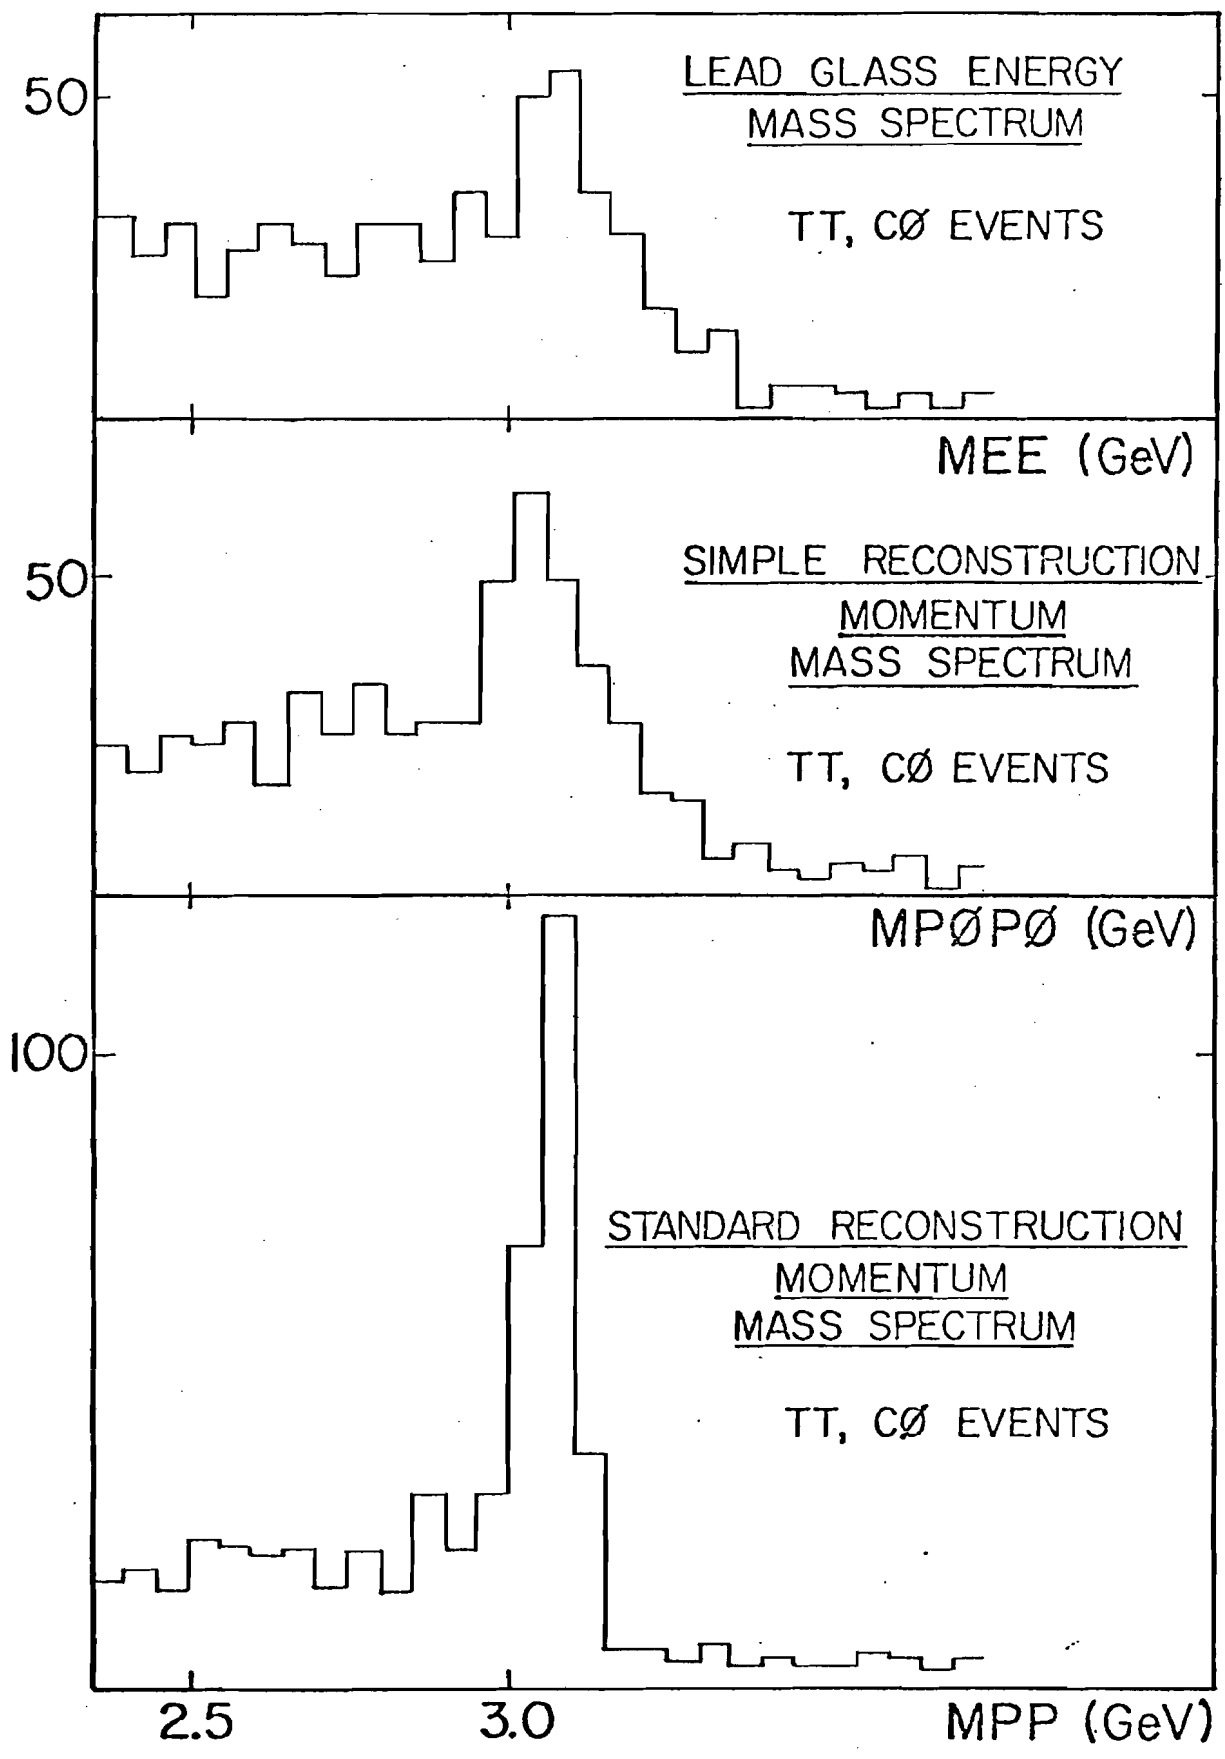 50
LEAD GLASS ENERGY
MASS SPECTRUM
TT, CØ EVENTS
MEE (GeV)
50
SIMPLE RECONSTRUCTION
MOMENTUM
MASS SPECTRUM
TT, CØ EVENTS
MPØPØ (GeV)
100
STANDARD RECONSTRUCTION
MOMENTUM
MASS SPECTRUM
TT, CØ EVENTS
2.5 3.0 MPP (GeV)